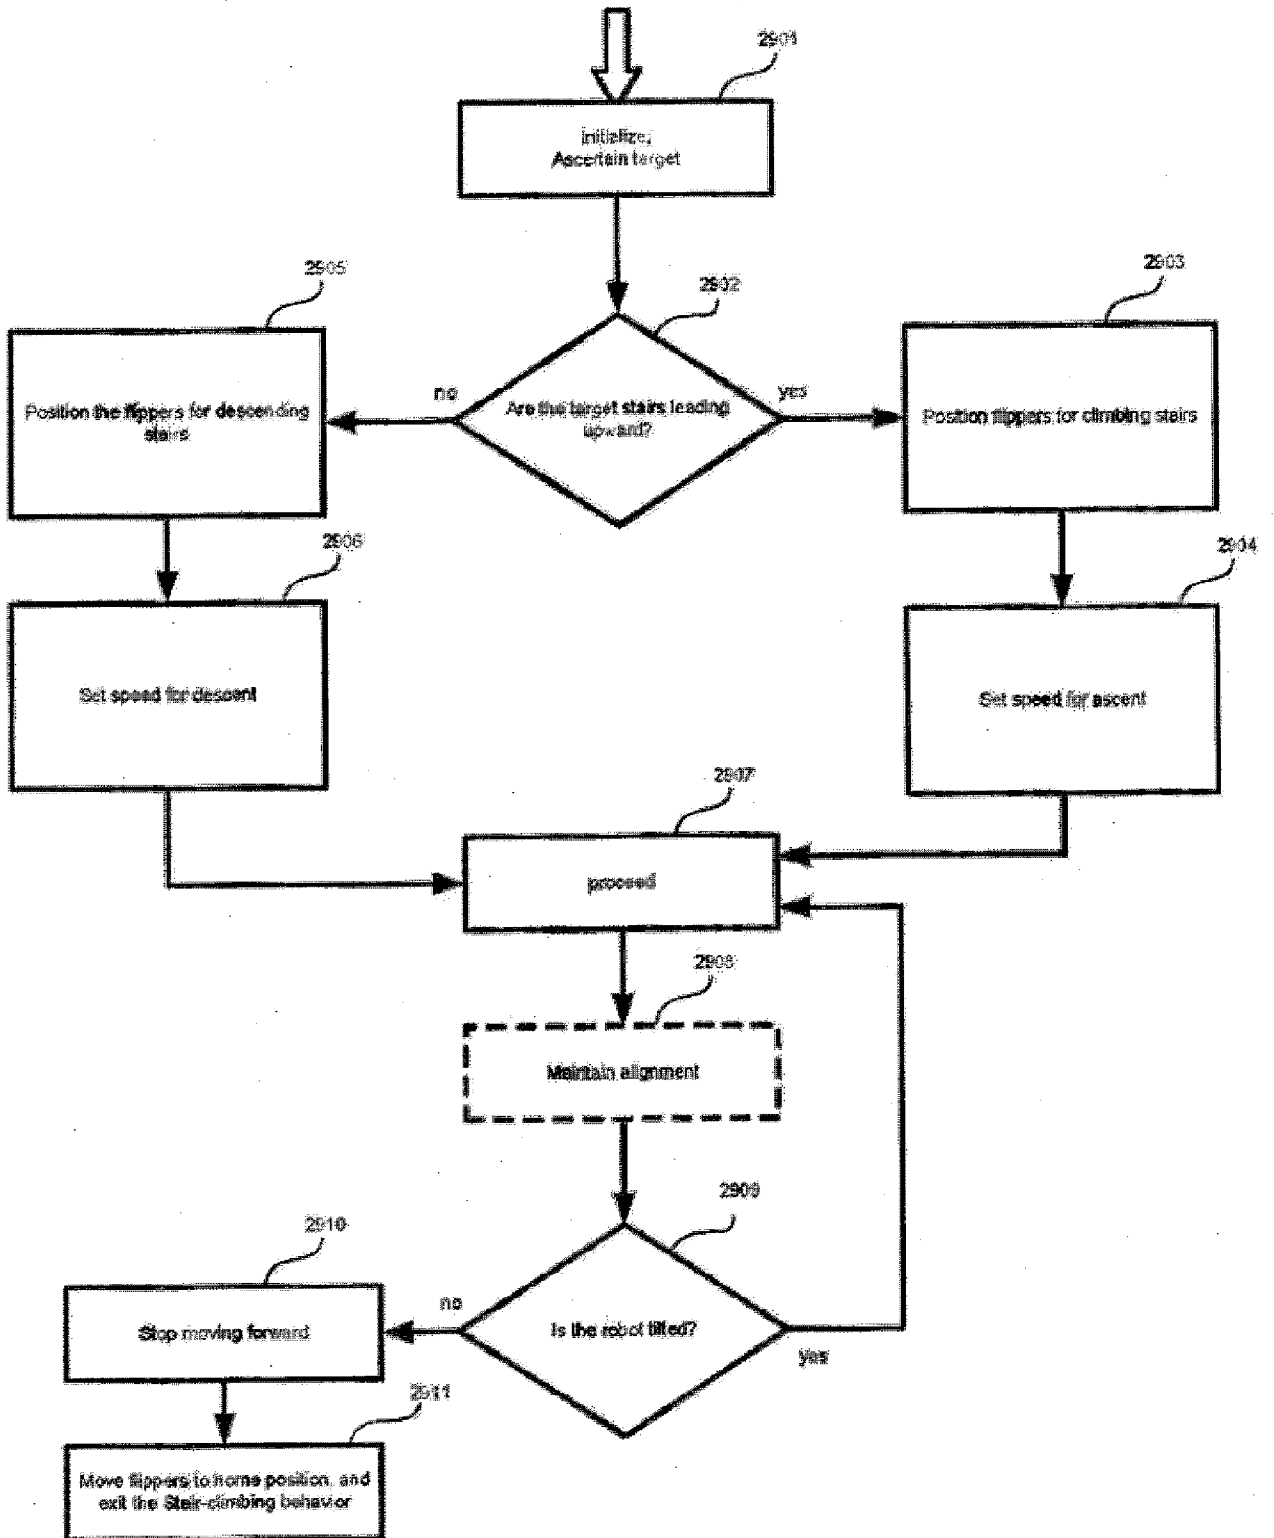 2901
initialize,
Ascertain target
2905
2902
2903
no
yes
Position the flippers for descending
stairs
Are the target stairs leading
upward?
Position flippers for climbing stairs
2906
2904
Set speed for descent
Set speed for ascent
2907
proceed
2908
Maintain alignment
2909
2910
no
Stop moving forward
Is the robot tilted?
yes
2911
Move flippers to home position, and
exit the Stair-climbing behavior